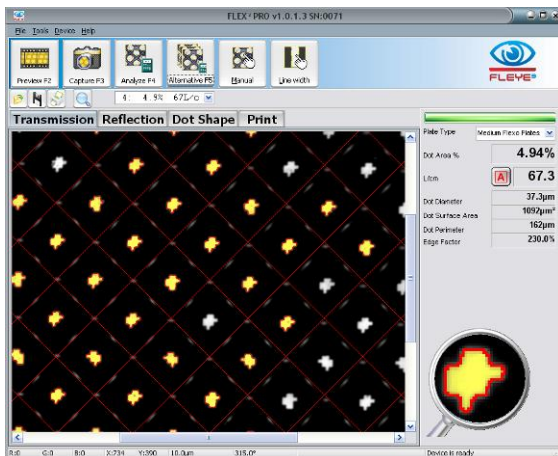 FLEX³PRO v1.0.1.3 SN:0071
File Tools Device Help
Preview F2 Capture F3 Analyze F4 Alternative F5 Manual Line width
FLEYE®
4. 4.9% 67L/c
Transmission Reflection Dot Shape Print
Plate Type Medium Flexo Plates
Dot Area % 4.94%
L/cm A 67.3
Dot Diameter 37.3µm
Dot Surface Area 1092µm²
Dot Perimeter 162µm
Edge Factor 230.0%
R:0 G:0 B:0 X:734 Y:390 10.0um 315.0° Device is ready